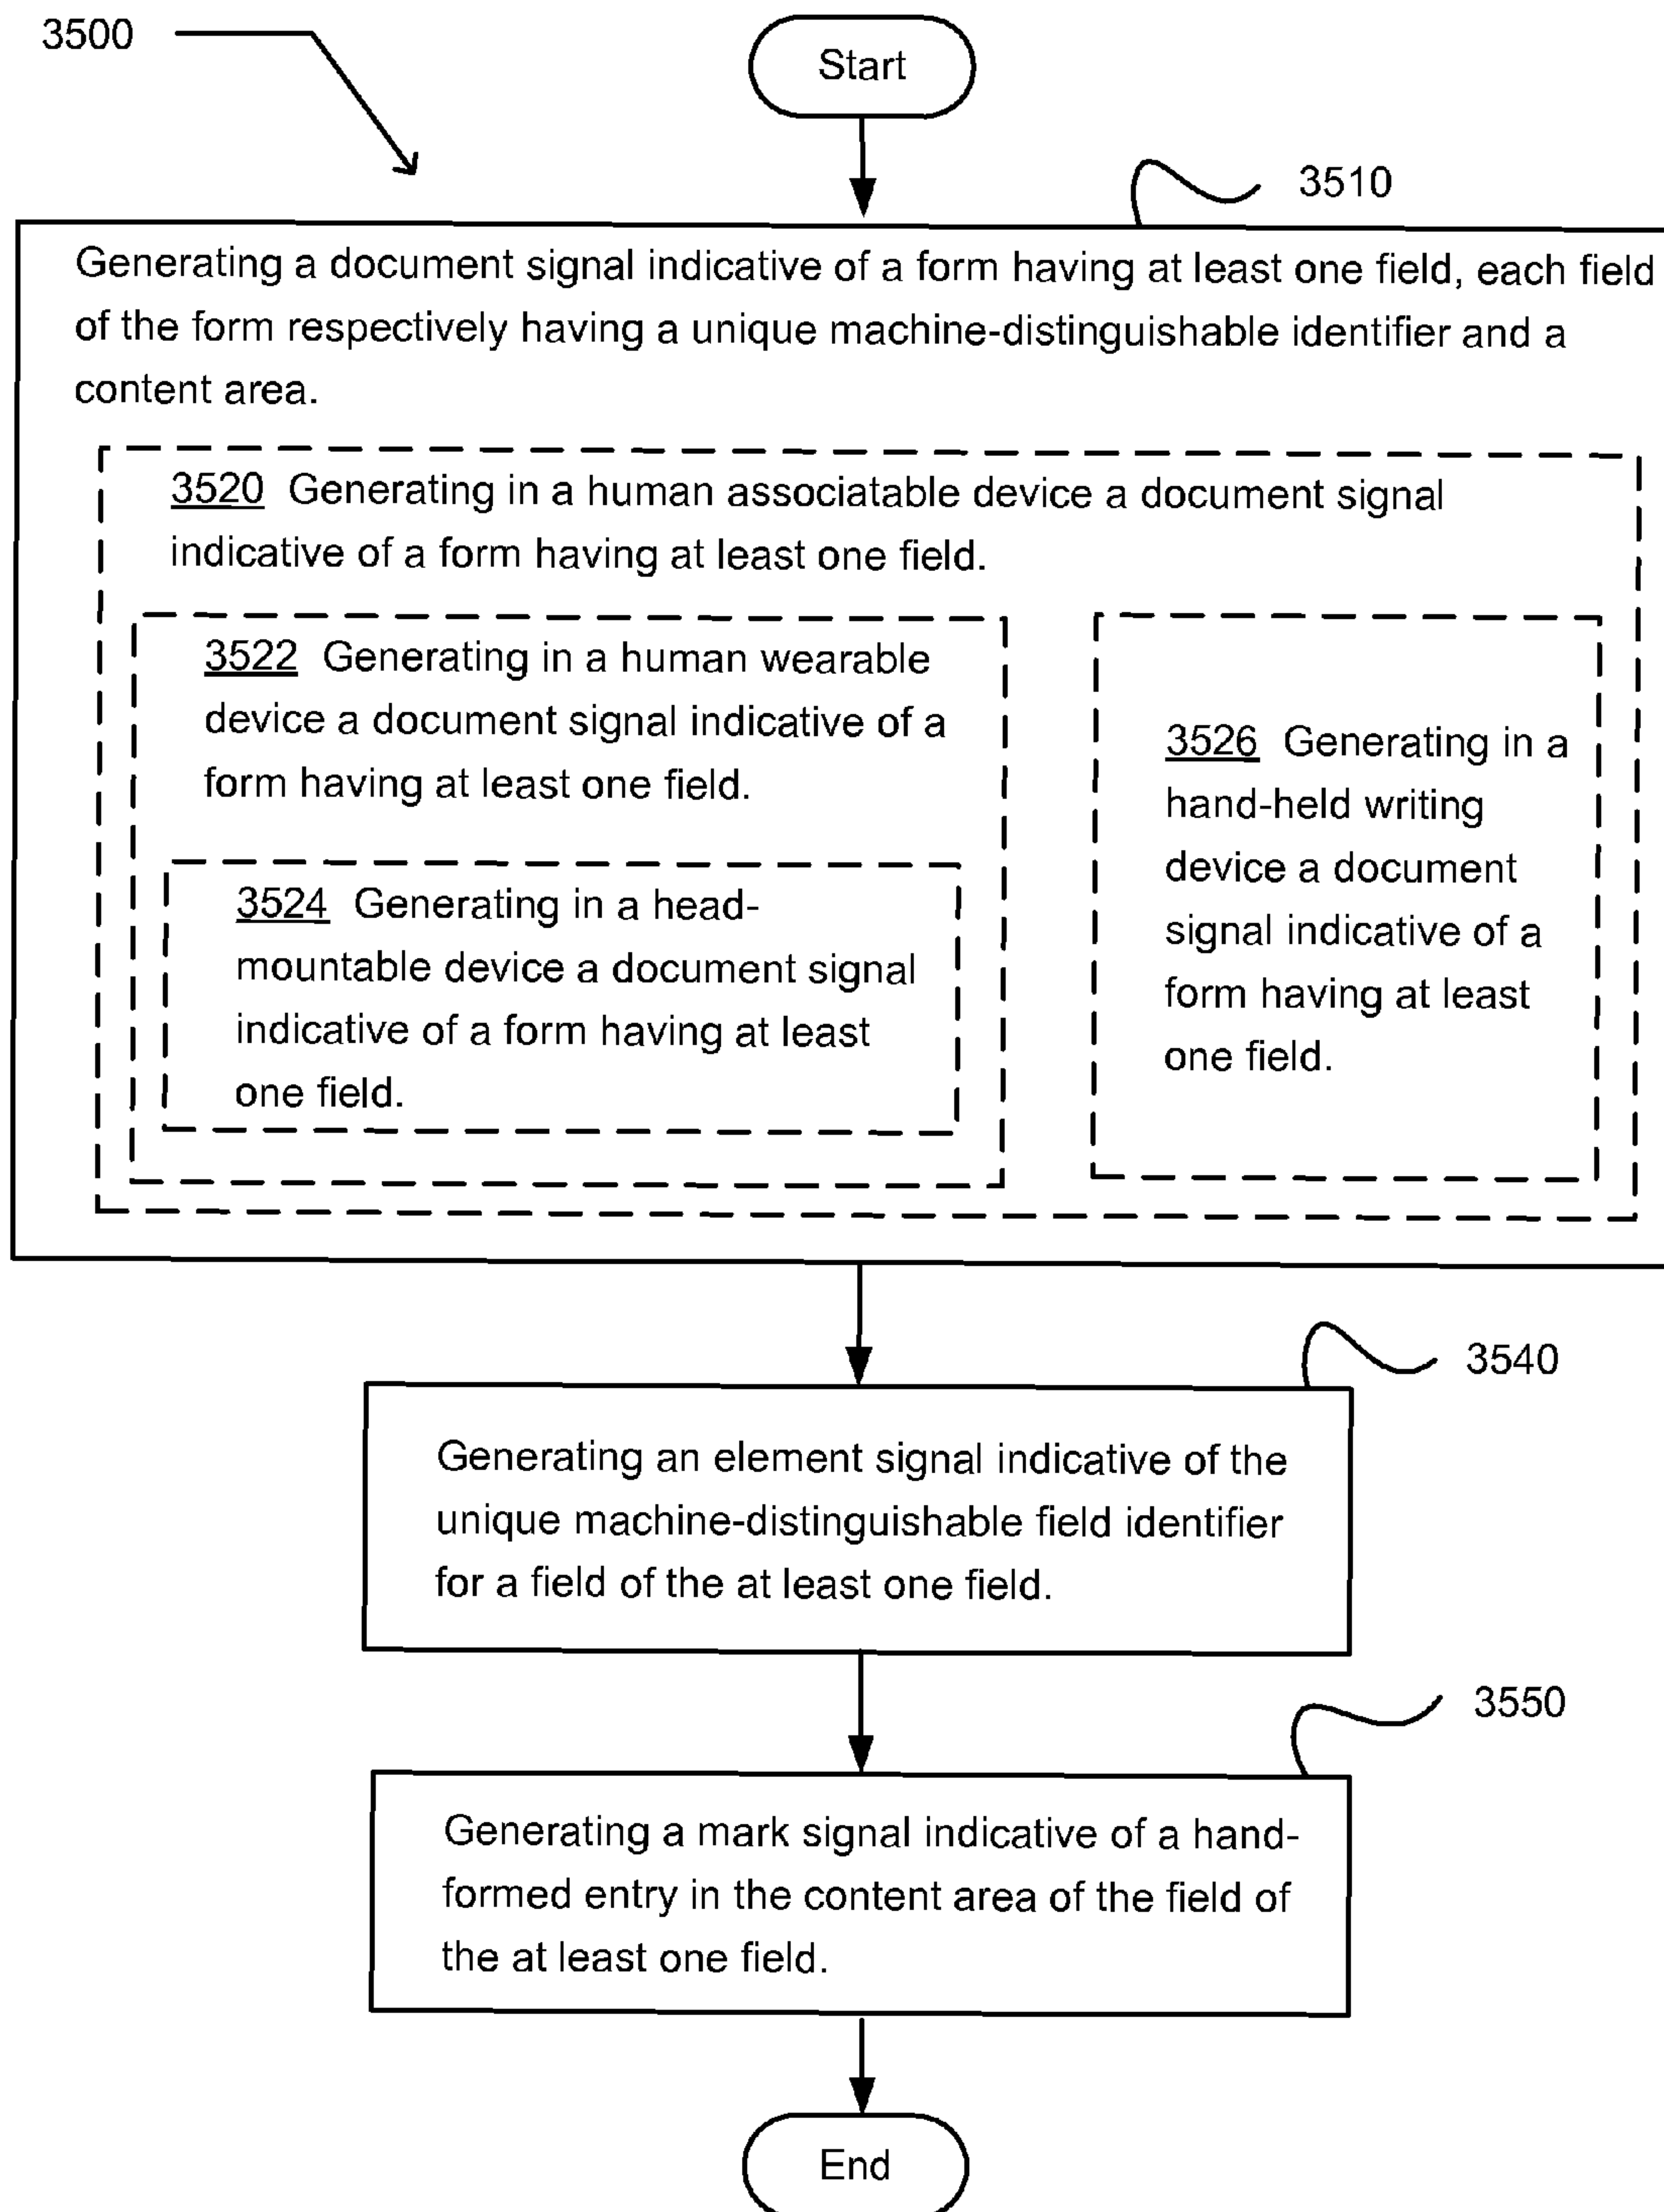 3500
Start
3510
Generating a document signal indicative of a form having at least one field, each field
of the form respectively having a unique machine-distinguishable identifier and a
content area.
3520 Generating in a human associatable device a document signal
indicative of a form having at least one field.
3522 Generating in a human wearable
device a document signal indicative of a
form having at least one field.
3524 Generating in a head-
mountable device a document signal
indicative of a form having at least
one field.
3526 Generating in a
hand-held writing
device a document
signal indicative of a
form having at least
one field.
3540
Generating an element signal indicative of the
unique machine-distinguishable field identifier
for a field of the at least one field.
3550
Generating a mark signal indicative of a hand-
formed entry in the content area of the field of
the at least one field.
End